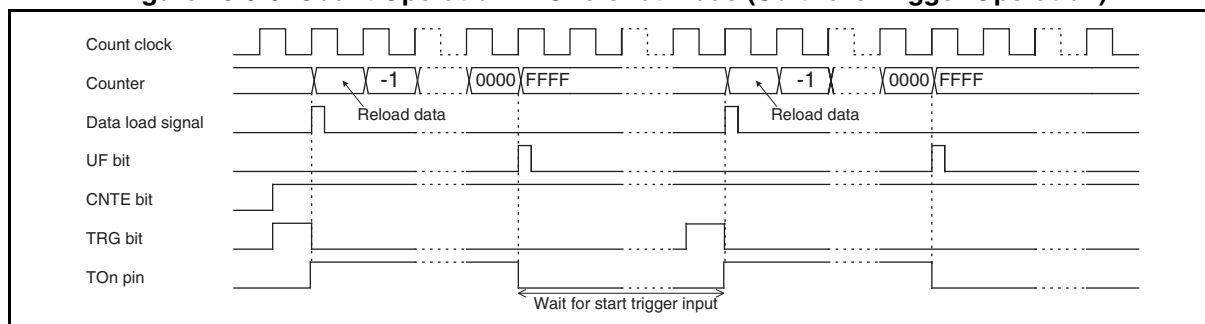 Count clock
Counter
-1
0000
FFFF
-1
0000
FFFF
Reload data
Reload data
Data load signal
UF bit
CNTE bit
TRG bit
TOn pin
Wait for start trigger input